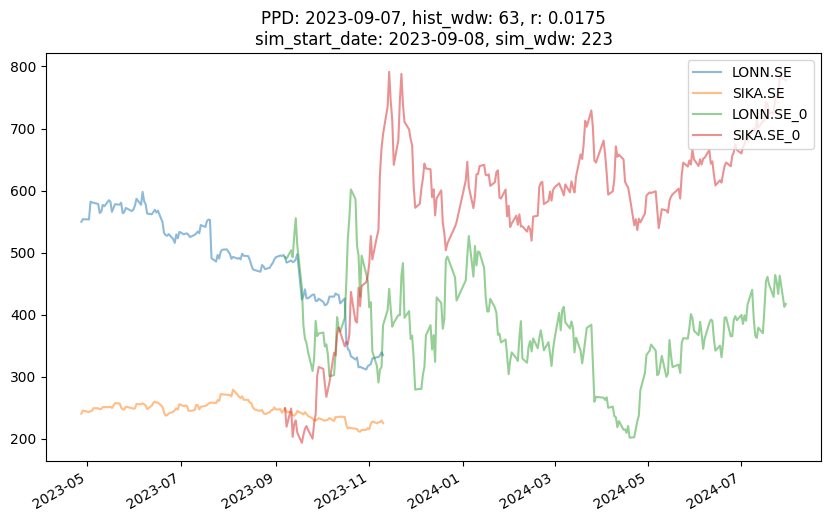 PPD: 2023-09-07, hist_wdw: 63, r: 0.0175
sim_start_date: 2023-09-08, sim_wdw: 223
800
700
600
500
400
300
200
LONN.SE
SIKA.SE
LONN.SE_0
SIKA.SE_0
2023-05
2023-07
2023-09
2023-11
2024-01
2024-03
2024-05
2024-07